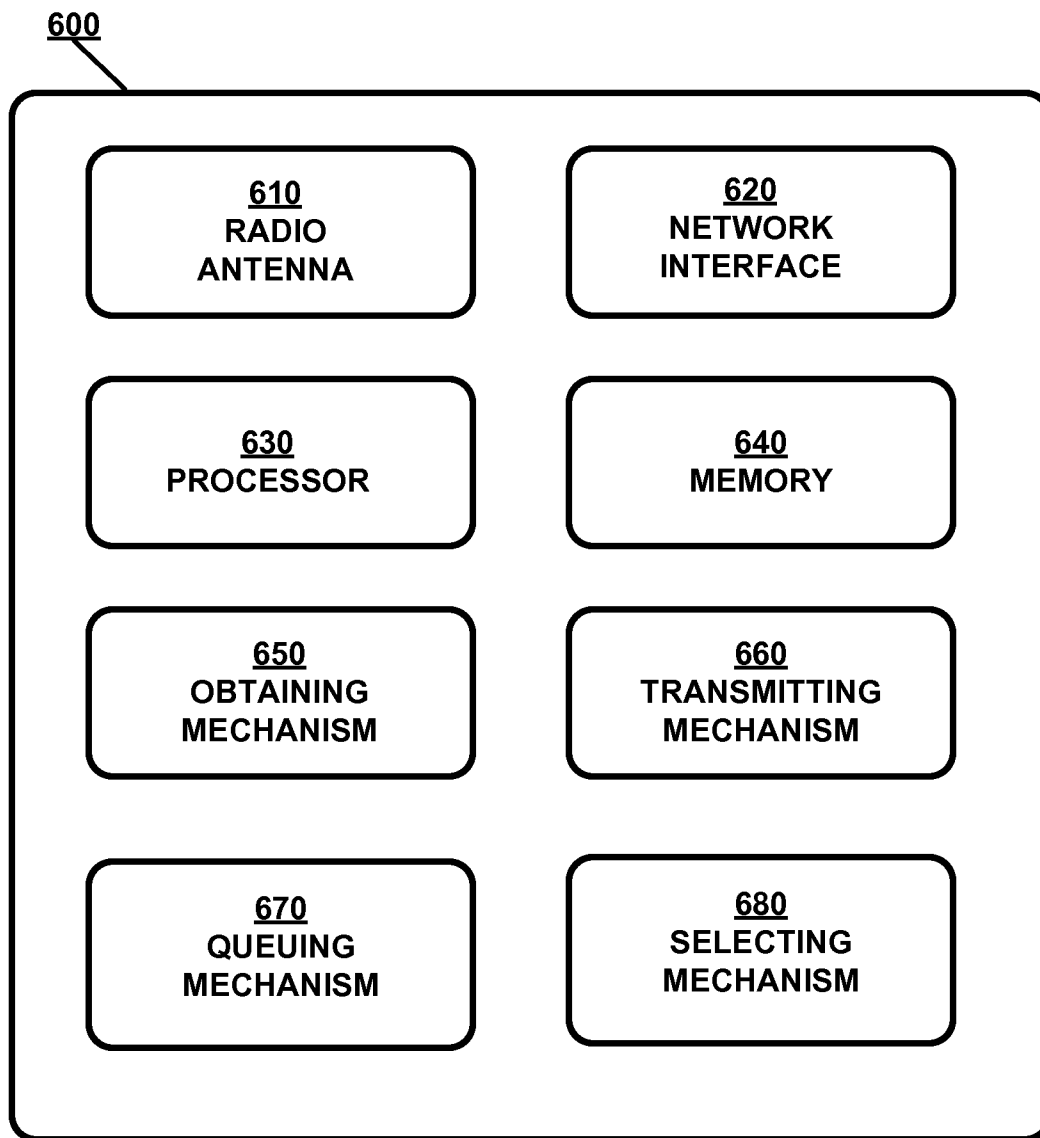 600
610
RADIO
ANTENNA
620
NETWORK
INTERFACE
630
PROCESSOR
640
MEMORY
650
OBTAINING
MECHANISM
660
TRANSMITTING
MECHANISM
670
QUEUING
MECHANISM
680
SELECTING
MECHANISM